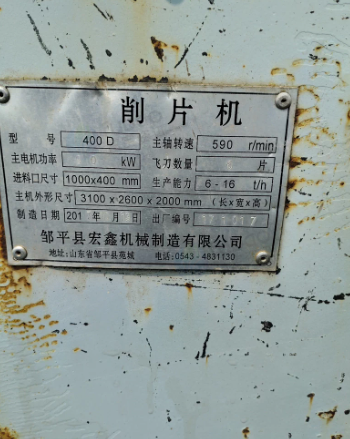 削片机
型号 400 D 主轴转速 590 r/min
主电机功率 kW 飞刀数量 片
进料口尺寸 1000x400 mm 生产能力 6-16 t/h
主机外形尺寸 3100×2600×2000 mm (长×宽×高)
制造日期 201 年 月 日 出厂编号
邹平县宏鑫机械制造有限公司
地址:山东省邹平县苑城 电话:0543-4831130